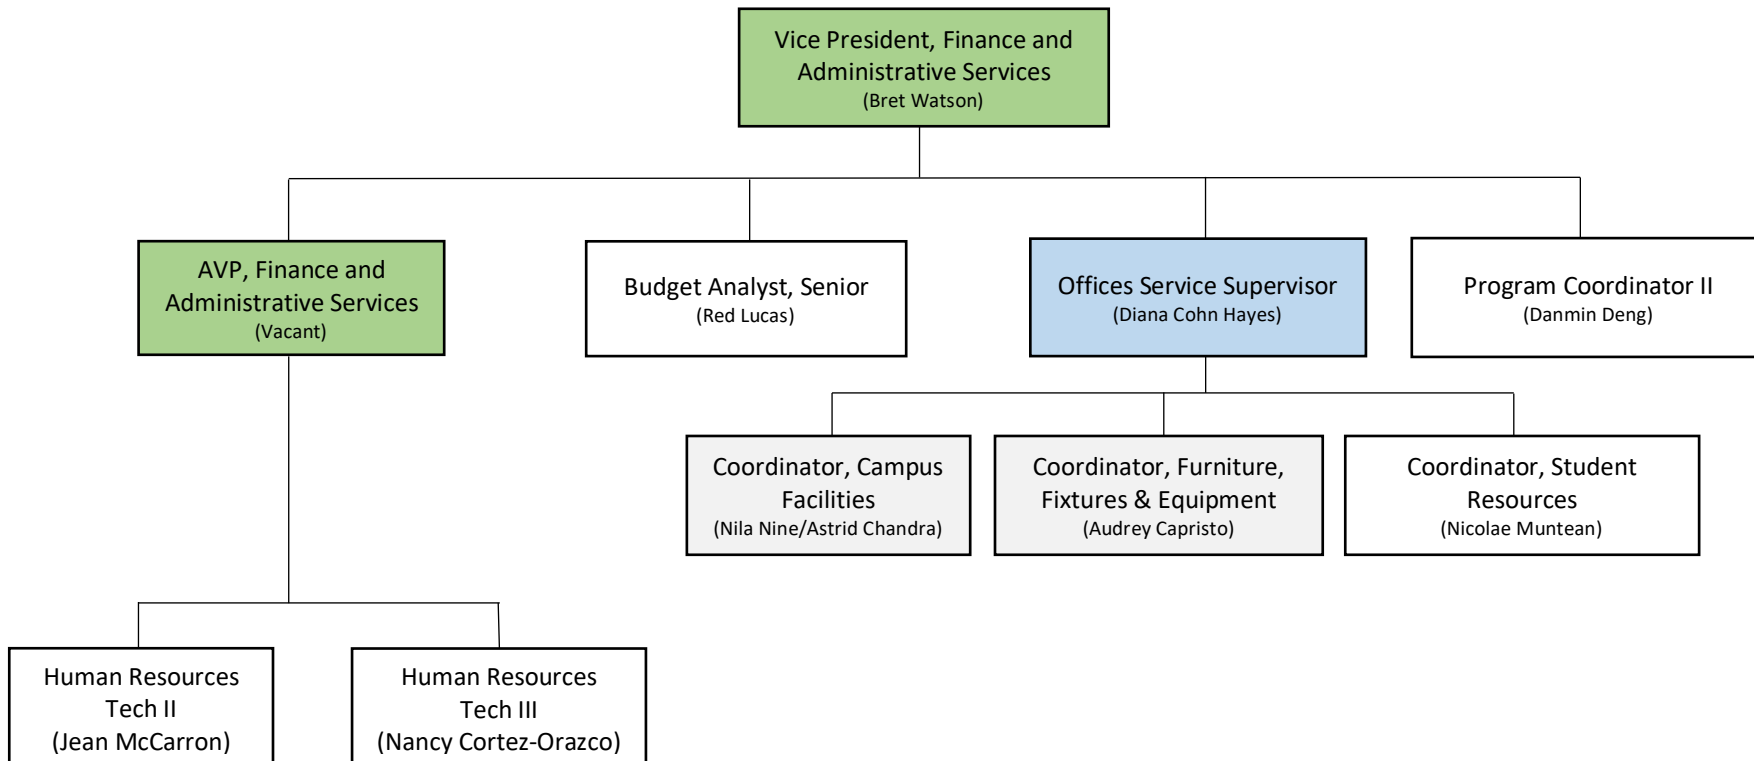 Vice President, Finance and
Administrative Services
(Bret Watson)
AVP, Finance and
Administrative Services
(Vacant)
Budget Analyst, Senior
(Red Lucas)
Offices Service Supervisor
(Diana Cohn Hayes)
Program Coordinator II
(Danmin Deng)
Coordinator, Campus
Facilities
(Nila Nine/Astrid Chandra)
Coordinator, Furniture,
Fixtures & Equipment
(Audrey Capristo)
Coordinator, Student
Resources
(Nicolae Muntean)
Human Resources
Tech II
(Jean McCarron)
Human Resources
Tech III
(Nancy Cortez-Orazco)